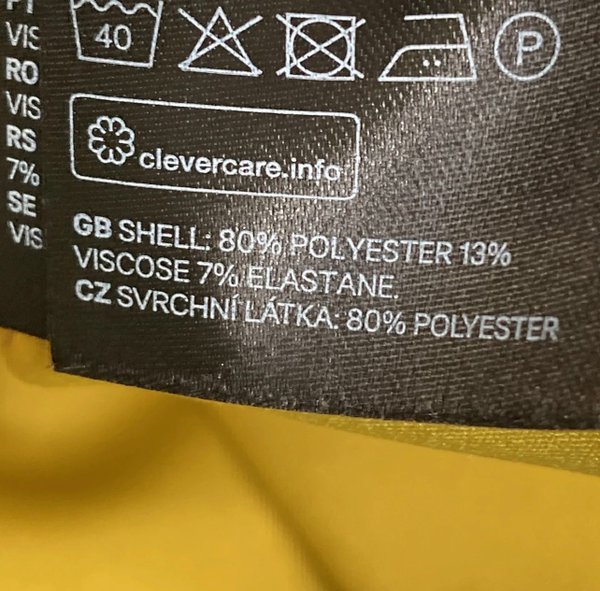 PT
VIS
RO
VIS
RS
7%
SE
VIS
40
P
clevercare.info
GB SHELL: 80% POLYESTER 13%
VISCOSE 7% ELASTANE.
CZ SVRCHNÍ LÁTKA: 80% POLYESTER